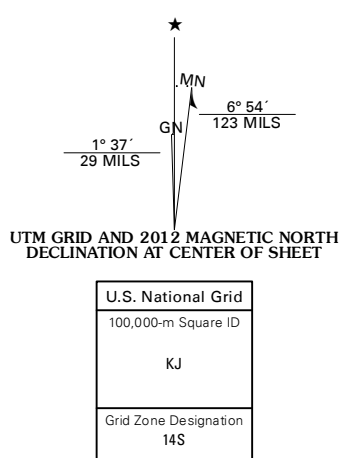 ★
MN
GN
6° 54´
123 MILS
1° 37´
29 MILS
UTM GRID AND 2012 MAGNETIC NORTH
DECLINATION AT CENTER OF SHEET
U.S. National Grid
100,000-m Square ID
KJ
Grid Zone Designation
14S